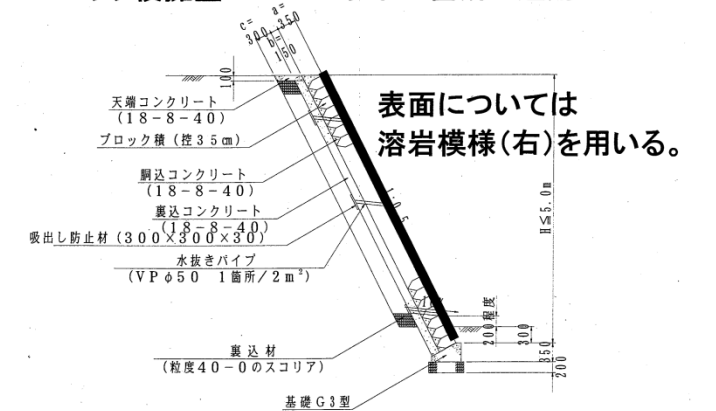 a=
350
c=
300
b=
150
100
天端コンクリート
(18-8-40)
ブロック積(控35㎝)
胴込コンクリート
(18-8-40)
裏込コンクリート
(18-8-40)
吸出し防止材(300×300×30)
水抜きパイプ
(VPφ50 1箇所/2m²)
裏込材
(粒度40-0のスコリア)
基礎G3型
表面については
溶岩模様(右)を用いる。
1:0.5
H≦5.0m
200程度
300
350
200